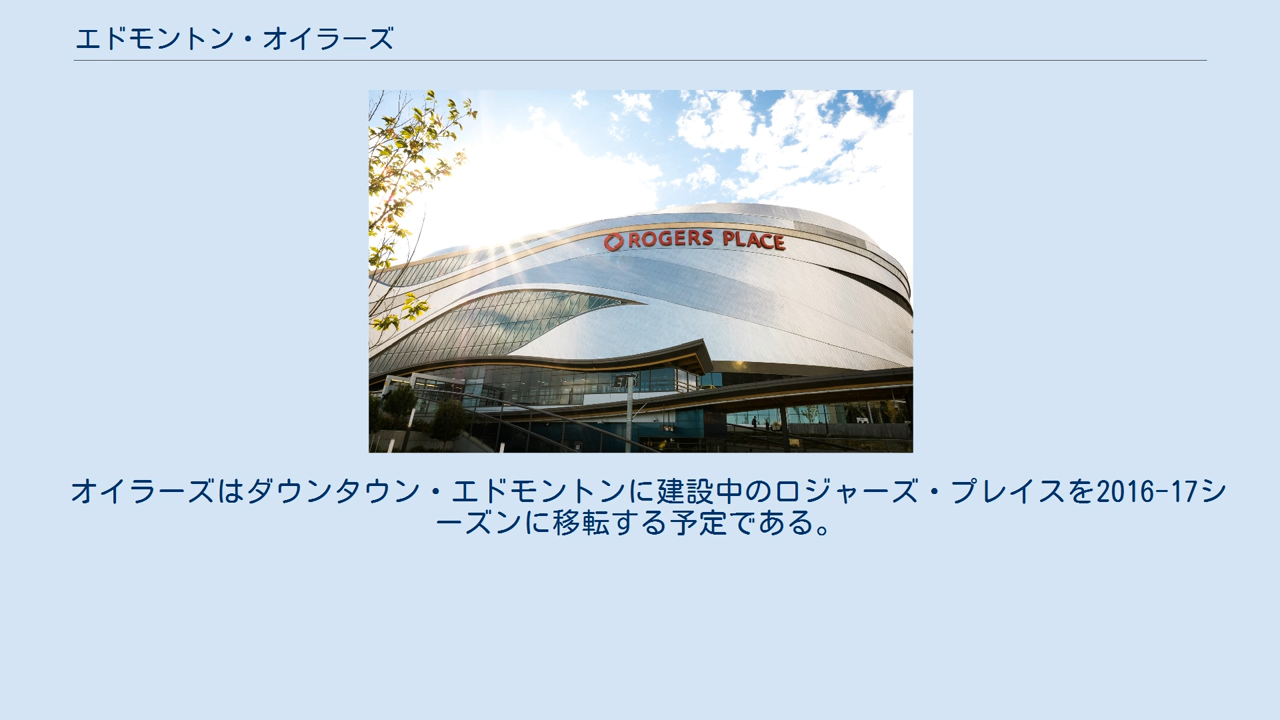 エドモントン・オイラーズ
ROGERS PLACE
オイラーズはダウンタウン・エドモントンに建設中のロジャーズ・プレイスを2016-17シ
ーズンに移転する予定である。